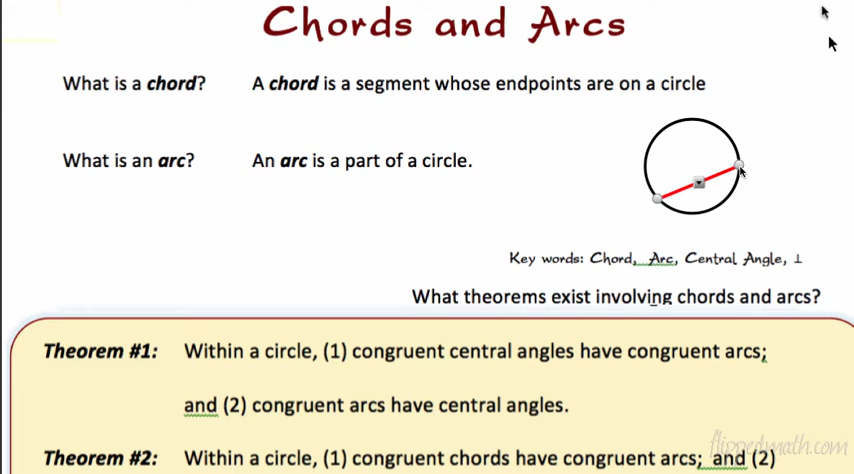 Chords and Arcs
What is a chord? A chord is a segment whose endpoints are on a circle
What is an arc? An arc is a part of a circle.
Key words: Chord, Arc, Central Angle, ⊥
What theorems exist involving chords and arcs?
Theorem #1: Within a circle, (1) congruent central angles have congruent arcs;
and (2) congruent arcs have central angles.
flippedmath.com
Theorem #2: Within a circle, (1) congruent chords have congruent arcs; and (2)